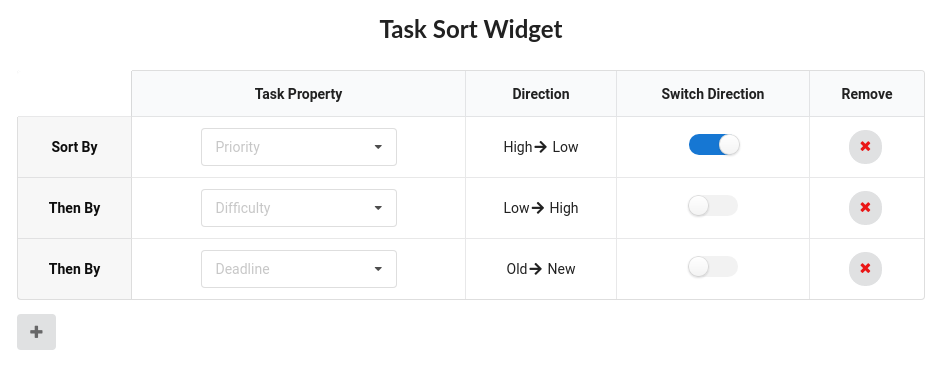 Task Sort Widget
Task Property Direction Switch Direction Remove
Sort By Priority High→ Low
Then By Difficulty Low→ High
Then By Deadline Old→ New